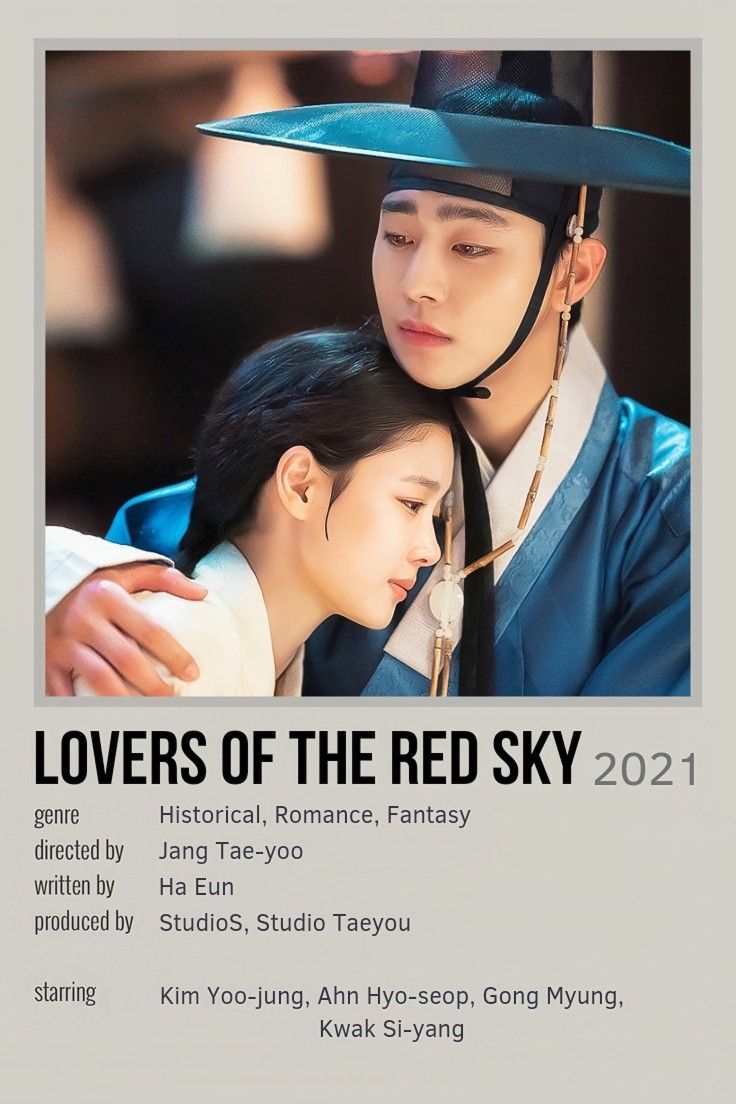 LOVERS OF THE RED SKY 2021
genre Historical, Romance, Fantasy
directed by Jang Tae-yoo
written by Ha Eun
produced by StudioS, Studio Taeyou
starring Kim Yoo-jung, Ahn Hyo-seop, Gong Myung,
Kwak Si-yang